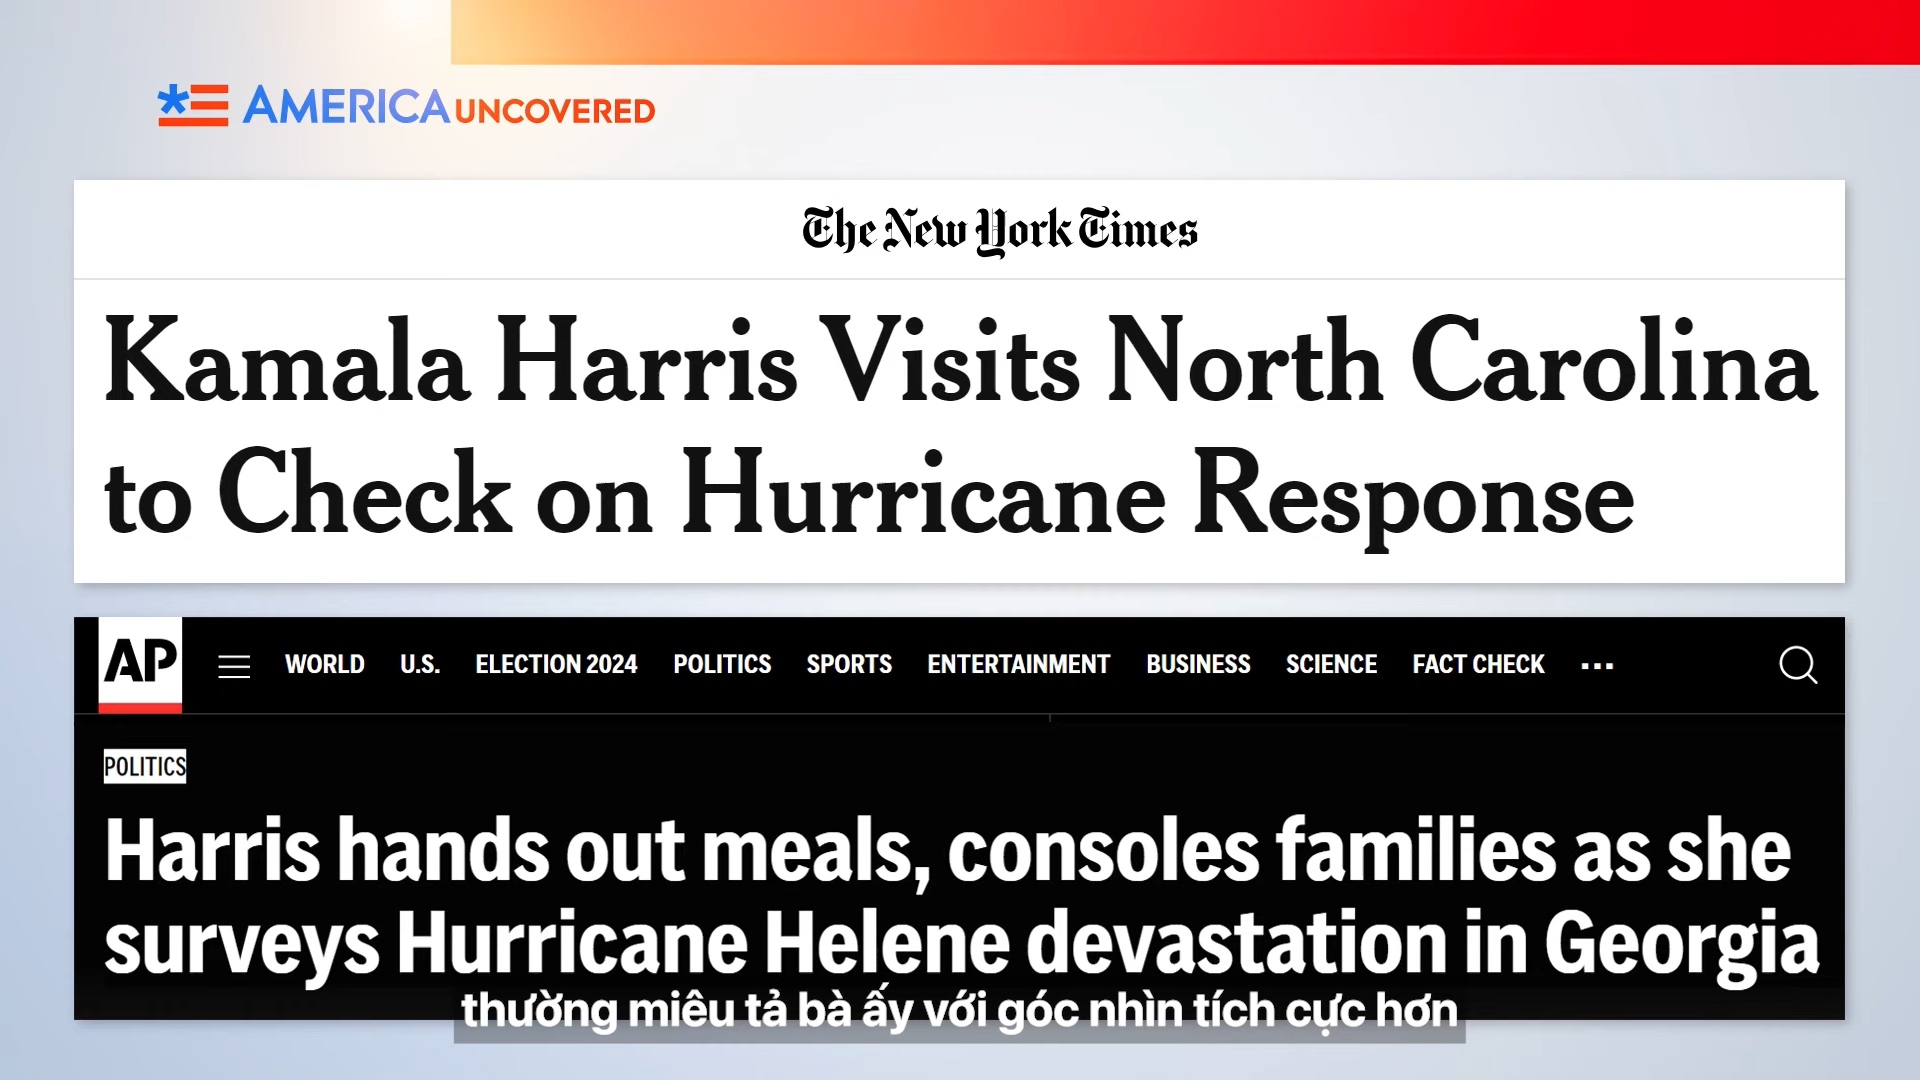 AMERICA UNCOVERED
The New York Times
Kamala Harris Visits North Carolina
to Check on Hurricane Response
AP WORLD U.S. ELECTION 2024 POLITICS SPORTS ENTERTAINMENT BUSINESS SCIENCE FACT CHECK ...
POLITICS
Harris hands out meals, consoles families as she
surveys Hurricane Helene devastation in Georgia
thường miêu tả bà ấy với góc nhìn tích cực hơn